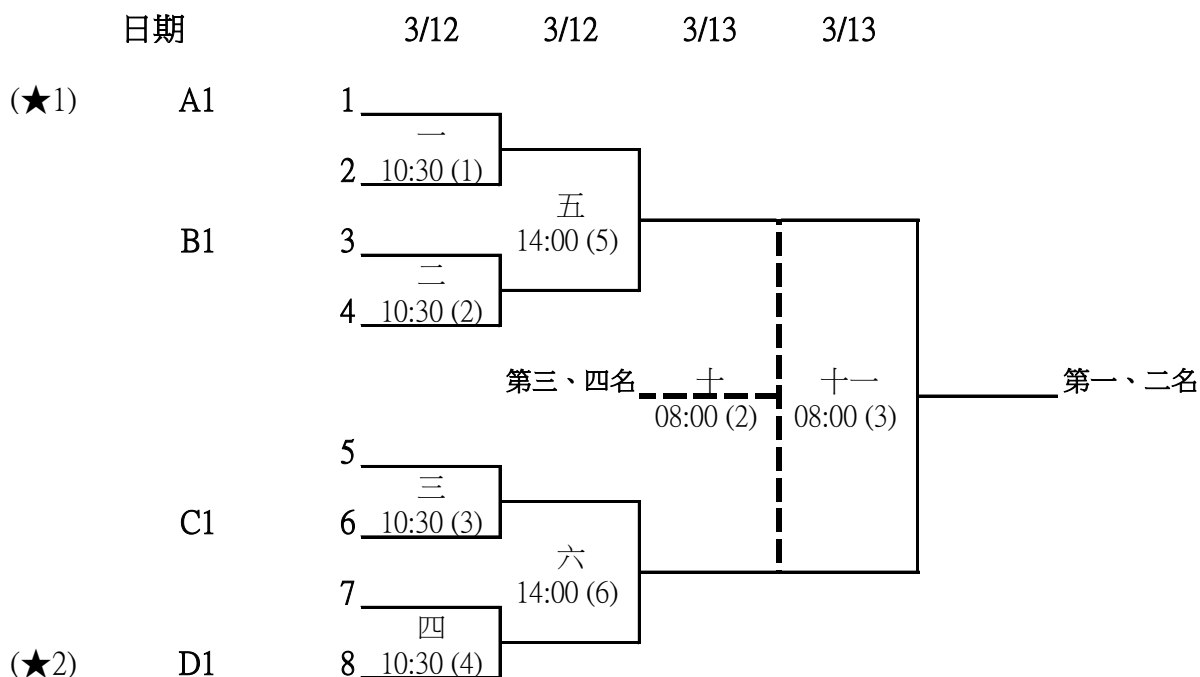 日期 3/12 3/12 3/13 3/13
(★1) A1 1
一
2 10:30 (1)
五
B1 3 14:00 (5)
二
4 10:30 (2)
第三、四名 十 十一 第一、二名
08:00 (2) 08:00 (3)
5
三
C1 6 10:30 (3)
六
7 14:00 (6)
四
(★2) D1 8 10:30 (4)